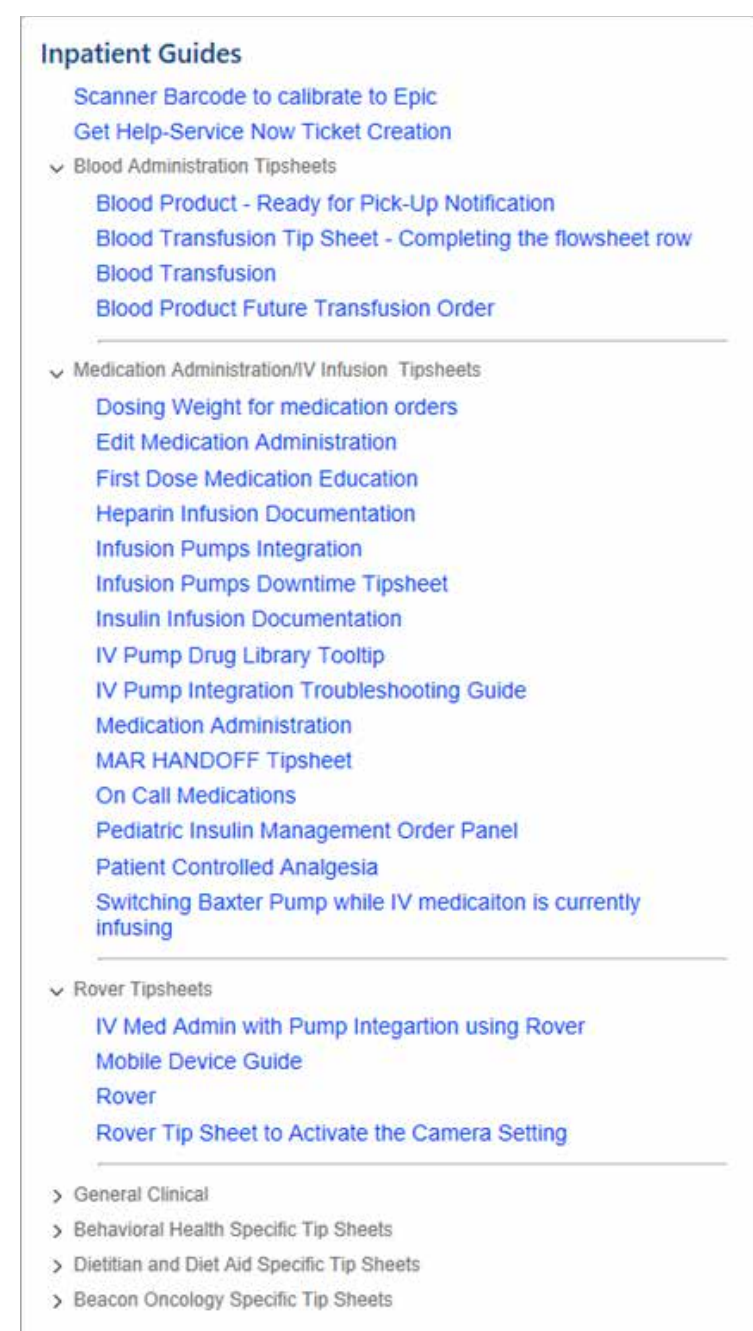 Inpatient Guides
Scanner Barcode to calibrate to Epic
Get Help-Service Now Ticket Creation
Blood Administration Tipsheets
Blood Product - Ready for Pick-Up Notification
Blood Transfusion Tip Sheet - Completing the flowsheet row
Blood Transfusion
Blood Product Future Transfusion Order
Medication Administration/IV Infusion Tipsheets
Dosing Weight for medication orders
Edit Medication Administration
First Dose Medication Education
Heparin Infusion Documentation
Infusion Pumps Integration
Infusion Pumps Downtime Tipsheet
Insulin Infusion Documentation
IV Pump Drug Library Tooltip
IV Pump Integration Troubleshooting Guide
Medication Administration
MAR HANDOFF Tipsheet
On Call Medications
Pediatric Insulin Management Order Panel
Patient Controlled Analgesia
Switching Baxter Pump while IV medicaiton is currently
infusing
Rover Tipsheets
IV Med Admin with Pump Integartion using Rover
Mobile Device Guide
Rover
Rover Tip Sheet to Activate the Camera Setting
General Clinical
Behavioral Health Specific Tip Sheets
Dietitian and Diet Aid Specific Tip Sheets
Beacon Oncology Specific Tip Sheets